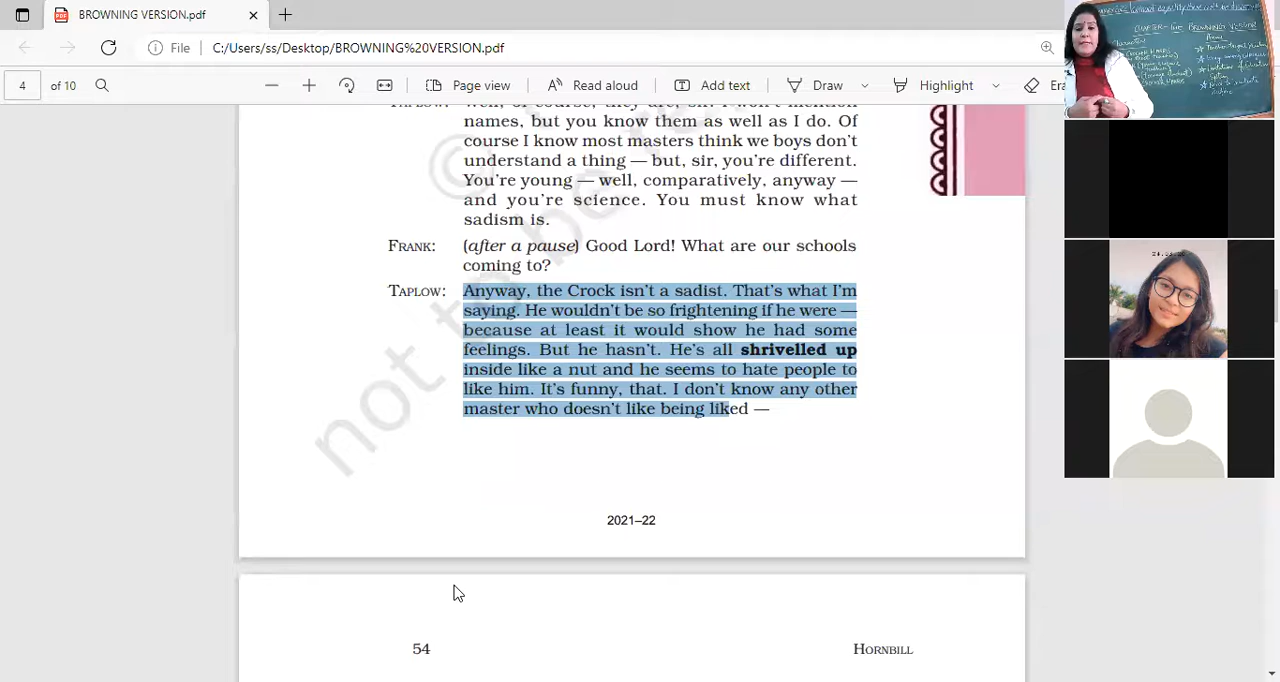 BROWNING VERSION.pdf
File
C:/Users/ss/Desktop/BROWNING%20VERSION.pdf
4 of 10
Page view
Read aloud
Add text
Draw
Highlight
names, but you know them as well as I do. Of
course I know most masters think we boys don't
understand a thing — but, sir, you're different.
You're young — well, comparatively, anyway —
and you're science. You must know what
sadism is.
FRANK: (after a pause) Good Lord! What are our schools
coming to?
TAPLOW: Anyway, the Crock isn't a sadist. That's what I'm
saying. He wouldn't be so frightening if he were —
because at least it would show he had some
feelings. But he hasn't. He's all shrivelled up
inside like a nut and he seems to hate people to
like him. It's funny, that. I don't know any other
master who doesn't like being liked —
not to be
2021–22
54
HORNBILL
CHAPTER - THE BROWNING VERSION